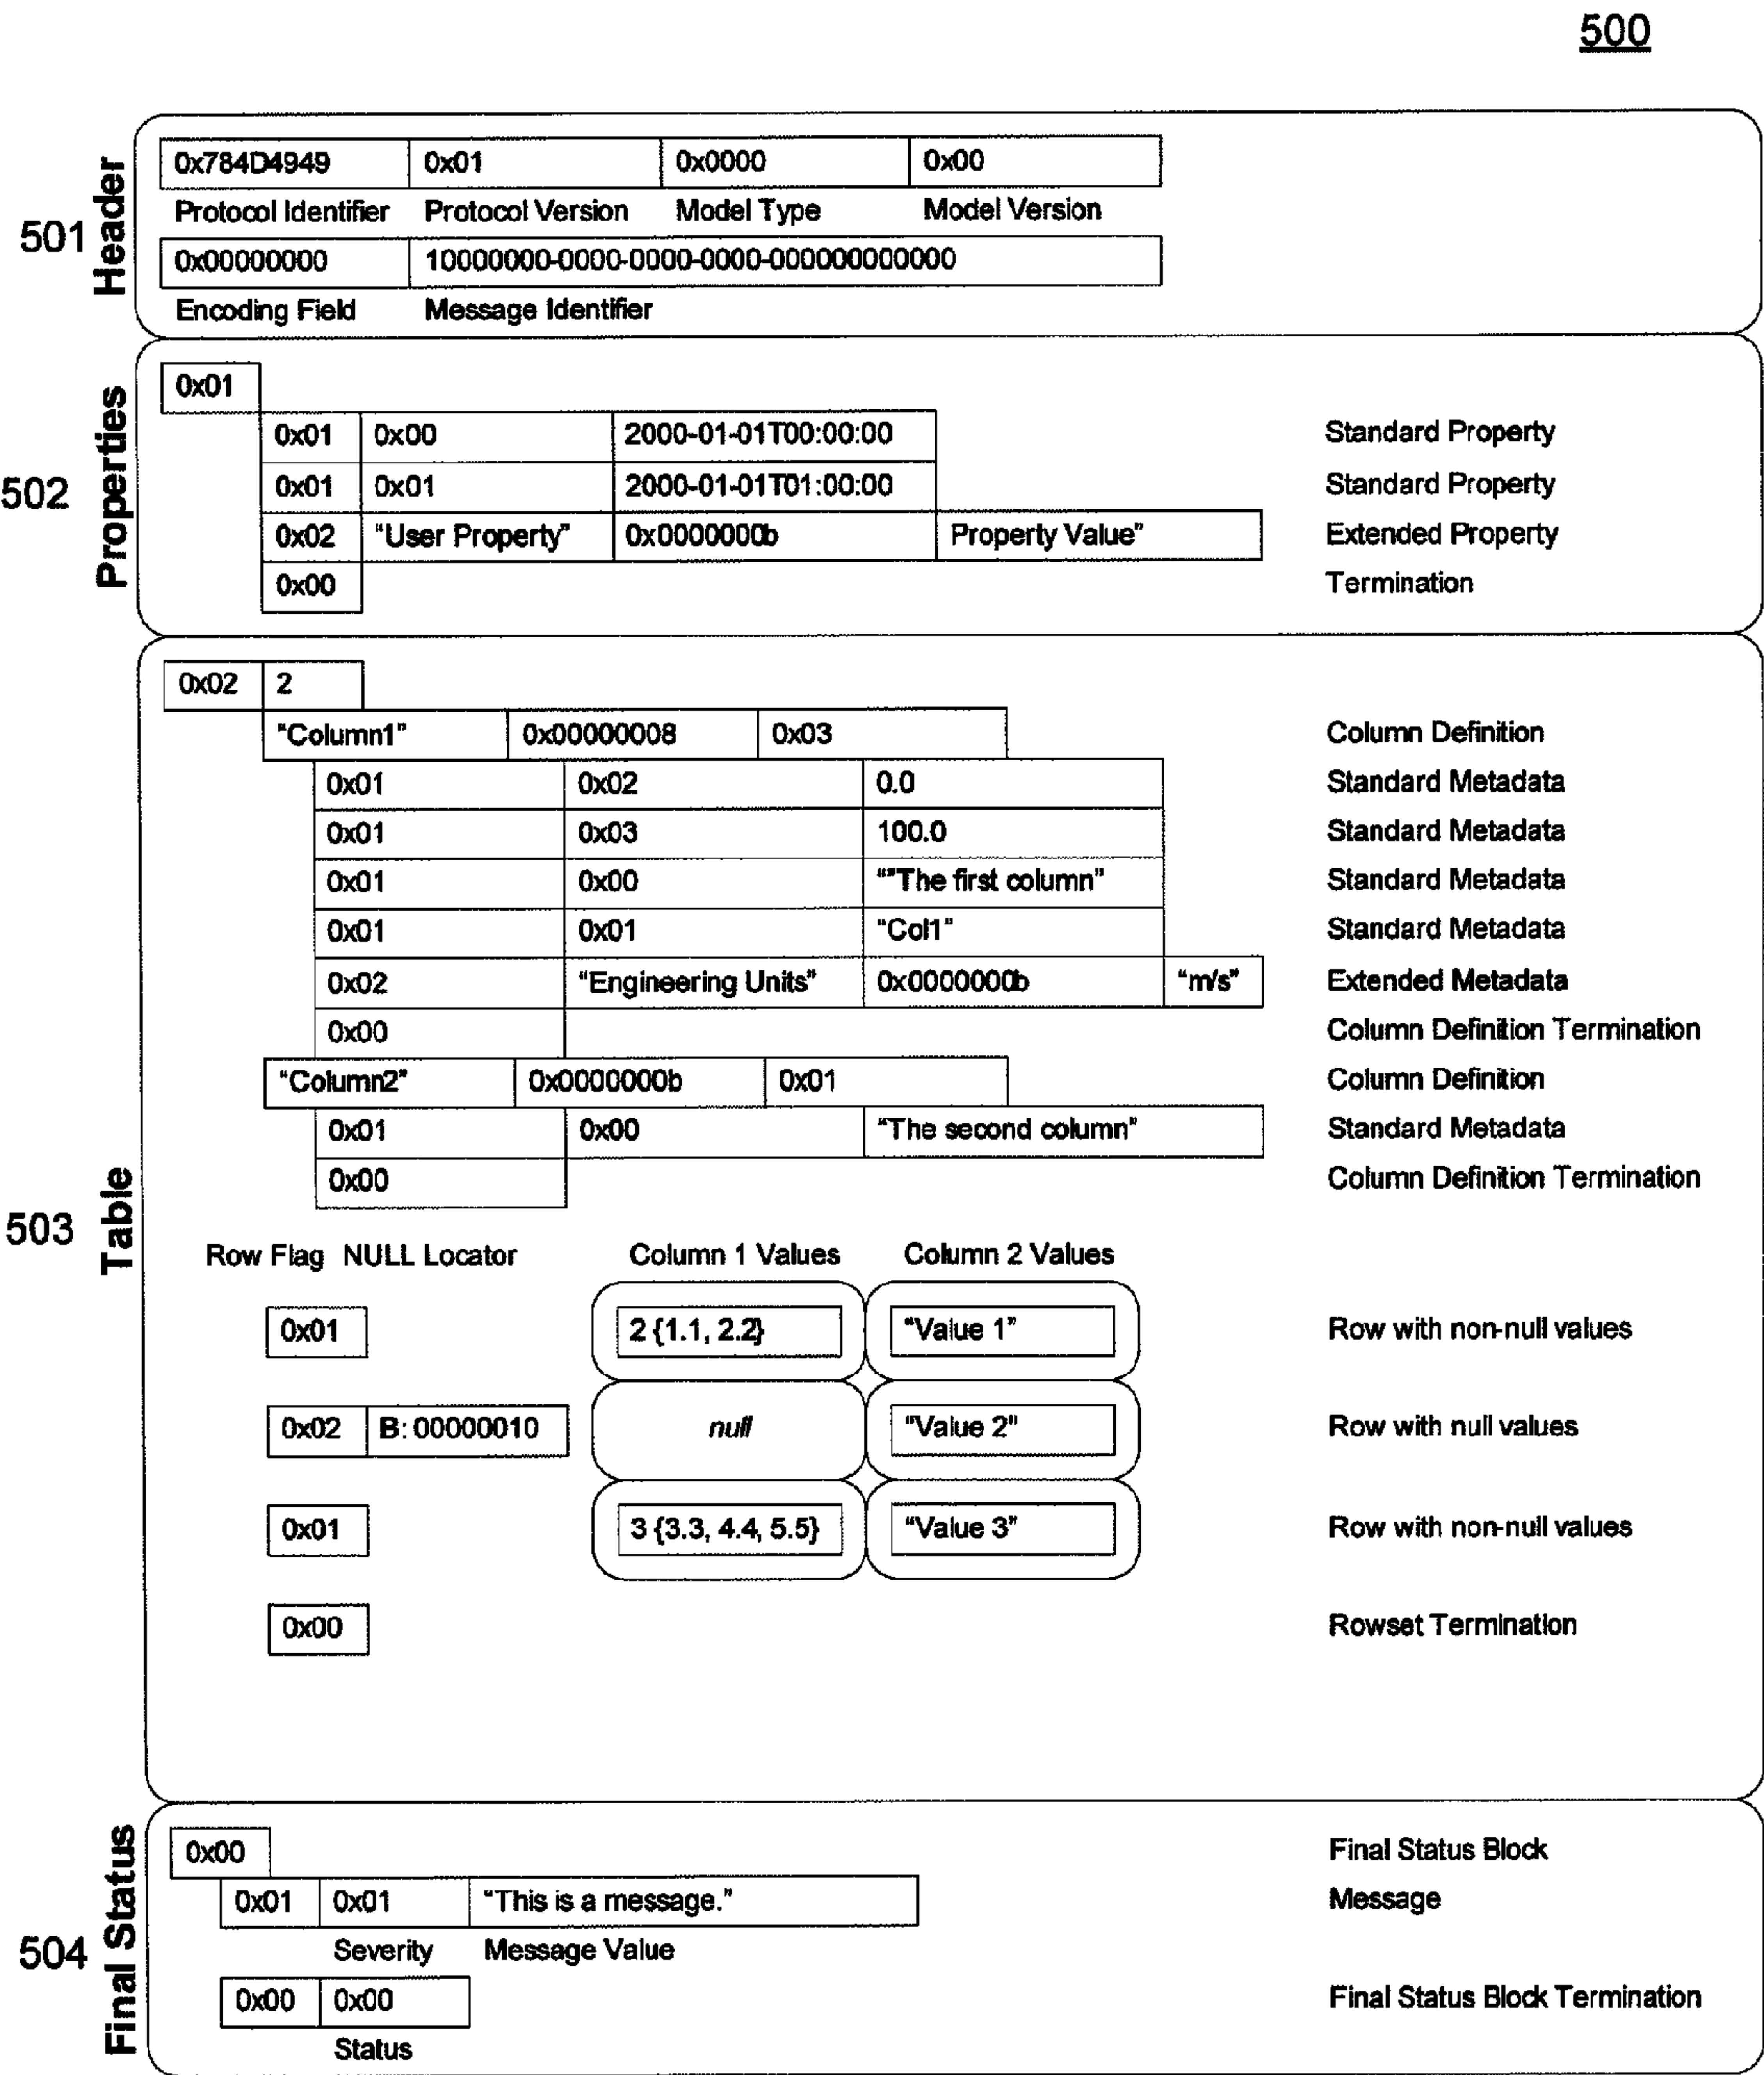 500
501 Header
0x784D4949 0x01 0x0000 0x00
Protocol Identifier Protocol Version Model Type Model Version
0x00000000 10000000-0000-0000-0000-000000000000
Encoding Field Message Identifier
502 Properties
0x01
0x01 0x00 2000-01-01T00:00:00 Standard Property
0x01 0x01 2000-01-01T01:00:00 Standard Property
0x02 “User Property” 0x0000000b Property Value” Extended Property
0x00 Termination
503 Table
0x02 2
“Column1” 0x00000008 0x03 Column Definition
0x01 0x02 0.0 Standard Metadata
0x01 0x03 100.0 Standard Metadata
0x01 0x00 “”The first column” Standard Metadata
0x01 0x01 “Col1” Standard Metadata
0x02 “Engineering Units” 0x0000000b “m/s” Extended Metadata
0x00 Column Definition Termination
“Column2” 0x0000000b 0x01 Column Definition
0x01 0x00 “The second column” Standard Metadata
0x00 Column Definition Termination
Row Flag NULL Locator Column 1 Values Column 2 Values
0x01 2 {1.1, 2.2} “Value 1” Row with non-null values
0x02 B: 00000010 null “Value 2” Row with null values
0x01 3 {3.3, 4.4, 5.5} “Value 3” Row with non-null values
0x00 Rowset Termination
504 Final Status
0x00 Final Status Block
0x01 0x01 “This is a message.” Message
Severity Message Value
0x00 0x00 Final Status Block Termination
Status